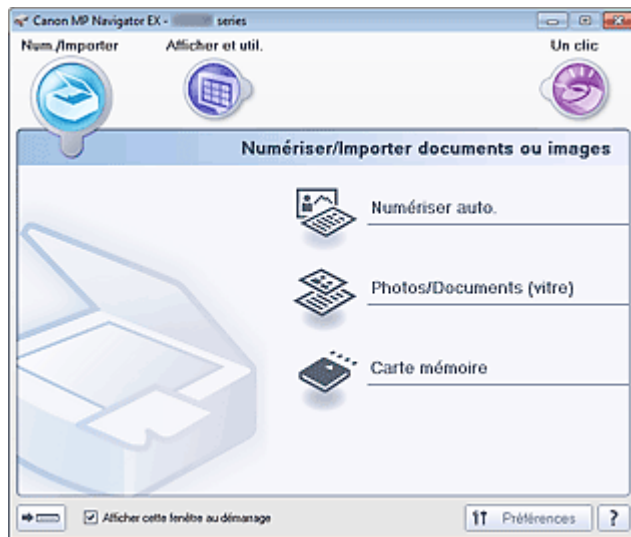 Canon MP Navigator EX - series
Num./Importer
Afficher et util.
Un clic
Numériser/Importer documents ou images
Numériser auto.
Photos/Documents (vitre)
Carte mémoire
Afficher cette fenêtre au démarrage
Préférences
?